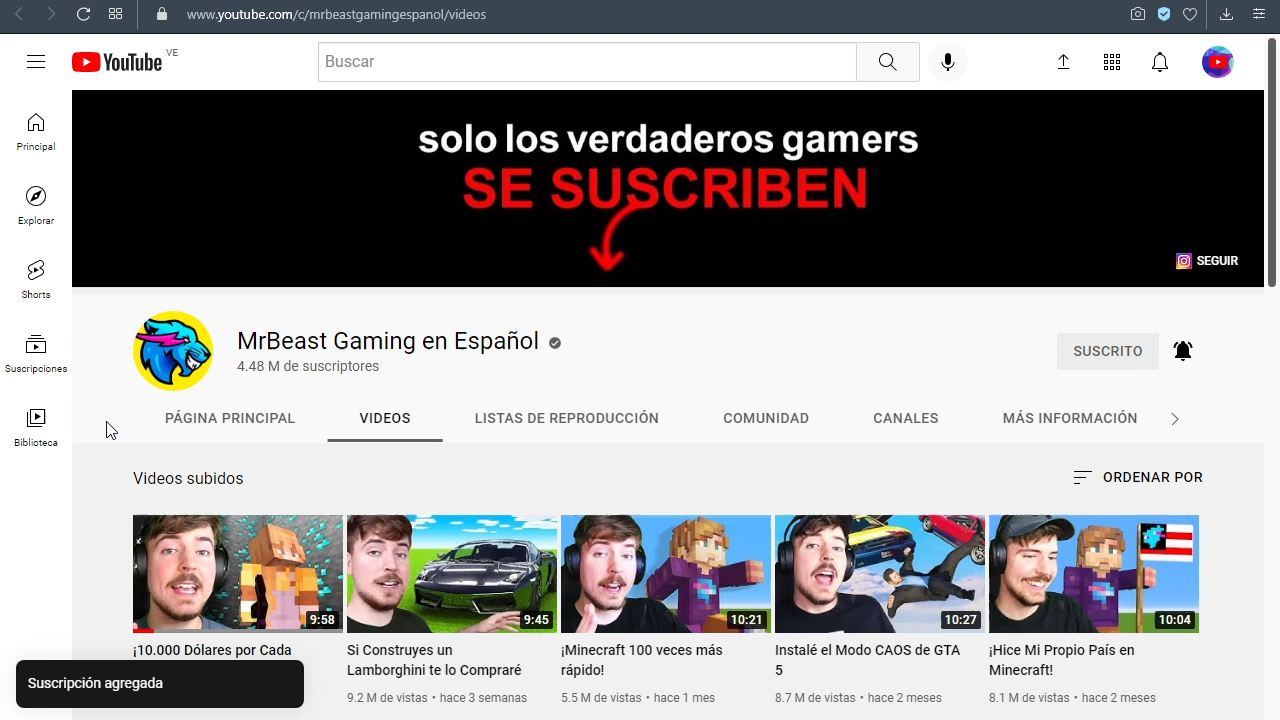 www.youtube.com/c/mrbeastgamingespanol/videos
YouTube VE
Buscar
Principal
Explorar
Shorts
Suscripciones
Biblioteca
solo los verdaderos gamers
SE SUSCRIBEN
SEGUIR
MrBeast Gaming en Español
4.48 M de suscriptores
SUSCRITO
PÁGINA PRINCIPAL VIDEOS LISTAS DE REPRODUCCIÓN COMUNIDAD CANALES MÁS INFORMACIÓN
Videos subidos
ORDENAR POR
9:58
¡10.000 Dólares por Cada
9:45
Si Construyes un
Lamborghini te lo Compraré
9.2 M de vistas • hace 3 semanas
10:21
¡Minecraft 100 veces más
rápido!
5.5 M de vistas • hace 1 mes
10:27
Instalé el Modo CAOS de GTA
5
8.7 M de vistas • hace 2 meses
10:04
¡Hice Mi Propio País en
Minecraft!
8.1 M de vistas • hace 2 meses
Suscripción agregada